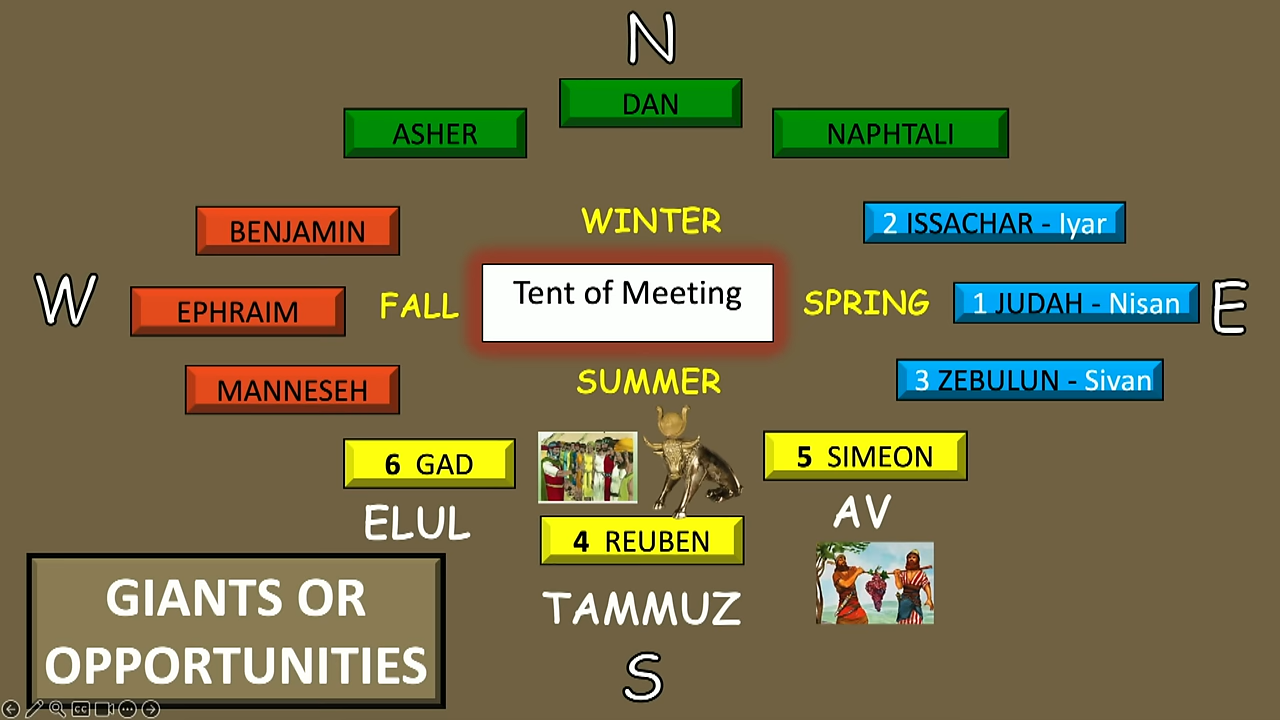 N
DAN
ASHER
NAPHTALI
BENJAMIN
WINTER
2 ISSACHAR - Iyar
W
EPHRAIM
FALL
Tent of Meeting
SPRING
1 JUDAH - Nisan
E
MANNESEH
SUMMER
3 ZEBULUN - Sivan
6 GAD
5 SIMEON
ELUL
4 REUBEN
AV
TAMMUZ
GIANTS OR
OPPORTUNITIES
S
CC